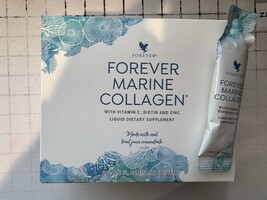 FOREVER®
FOREVER
MARINE
COLLAGEN®
WITH VITAMIN C, BIOTIN AND ZINC
LIQUID DIETARY SUPPLEMENT
Made with real
fruit juice concentrate
FOREVER
FOREVER
MARINE
COLLAGEN